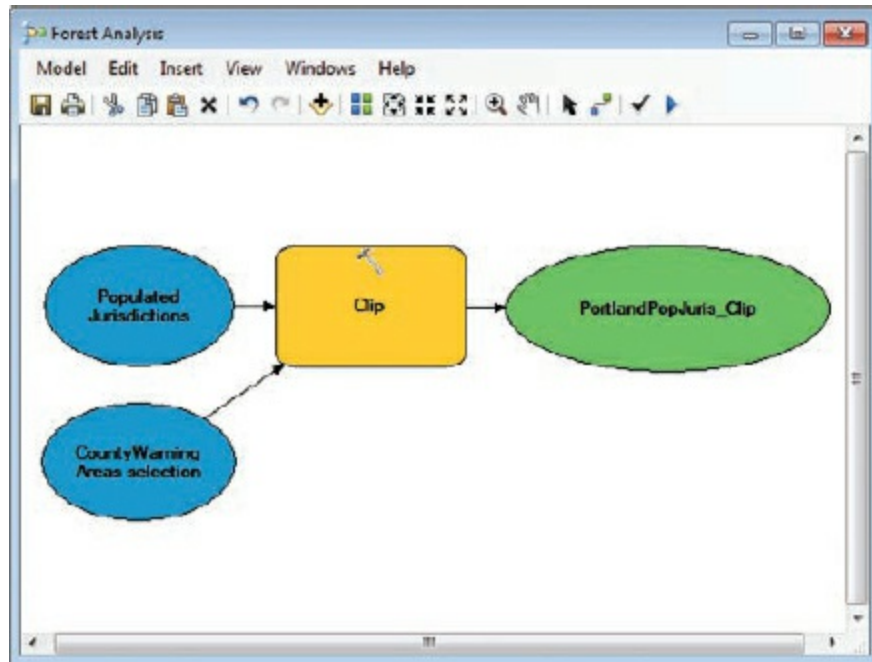 Forest Analysis
Model Edit Insert View Windows Help
Populated
Jurisdictions
Clip
PortlandPopJuris_Clip
CountyWarning
Areas selection